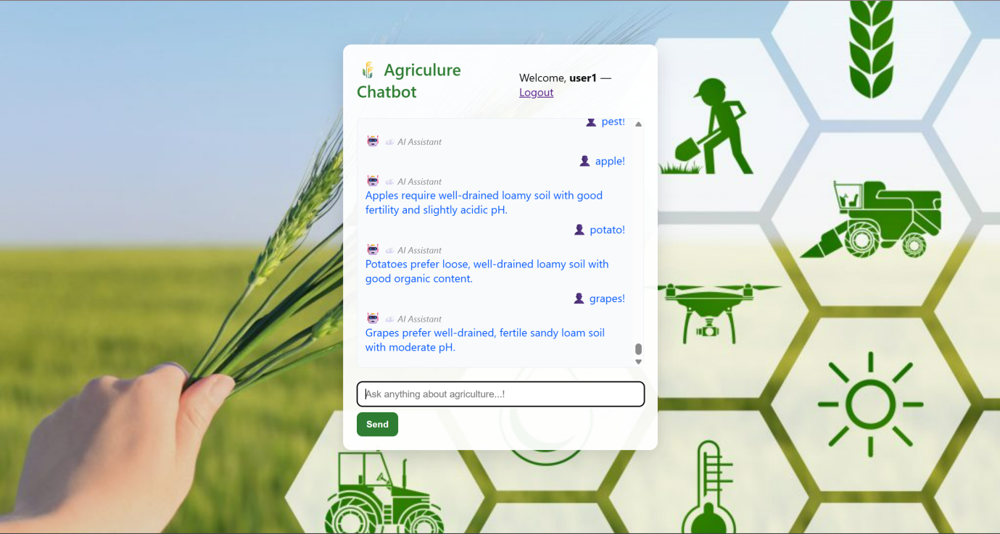 Agriculure
Chatbot
Welcome, user1 —
Logout
pest!
AI Assistant
apple!
AI Assistant
Apples require well-drained loamy soil with good
fertility and slightly acidic pH.
potato!
AI Assistant
Potatoes prefer loose, well-drained loamy soil with
good organic content.
grapes!
AI Assistant
Grapes prefer well-drained, fertile sandy loam soil
with moderate pH.
Ask anything about agriculture...!
Send